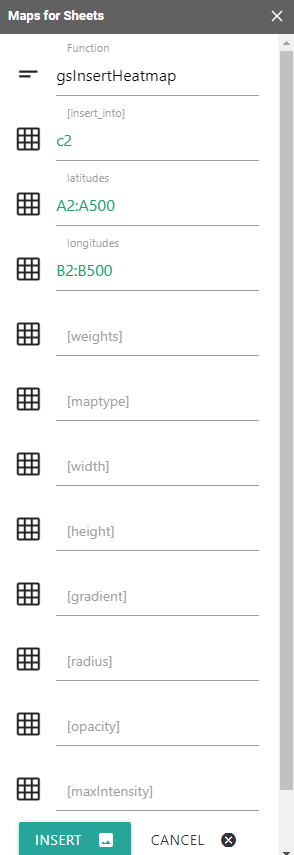 Maps for Sheets
Function
gsInsertHeatmap
[insert_into]
c2
latitudes
A2:A500
longitudes
B2:B500
[weights]
[maptype]
[width]
[height]
[gradient]
[radius]
[opacity]
[maxIntensity]
INSERT CANCEL